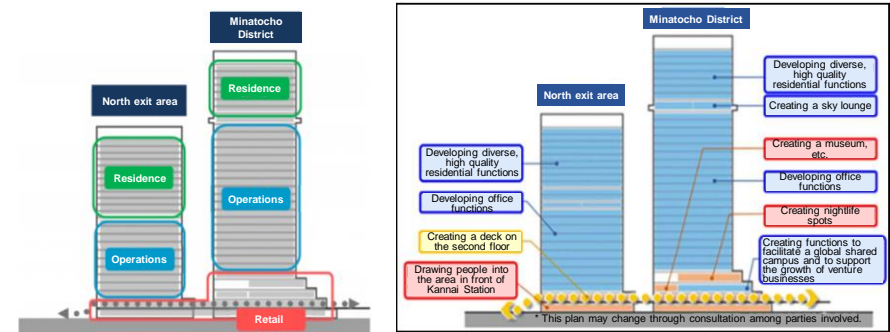 Minatocho
District
North exit area
Residence
Residence
Operations
Operations
Retail
Minatocho District
North exit area
Developing diverse,
high quality
residential functions
Creating a sky lounge
Creating a museum,
etc.
Developing diverse,
high quality
residential functions
Developing office
functions
Developing office
functions
Creating nightlife
spots
Creating a deck on
the second floor
Creating functions to
facilitate a global shared
campus and to support
the growth of venture
businesses
Drawing people into
the area in front of
Kannai Station
* This plan may change through consultation among parties involved.